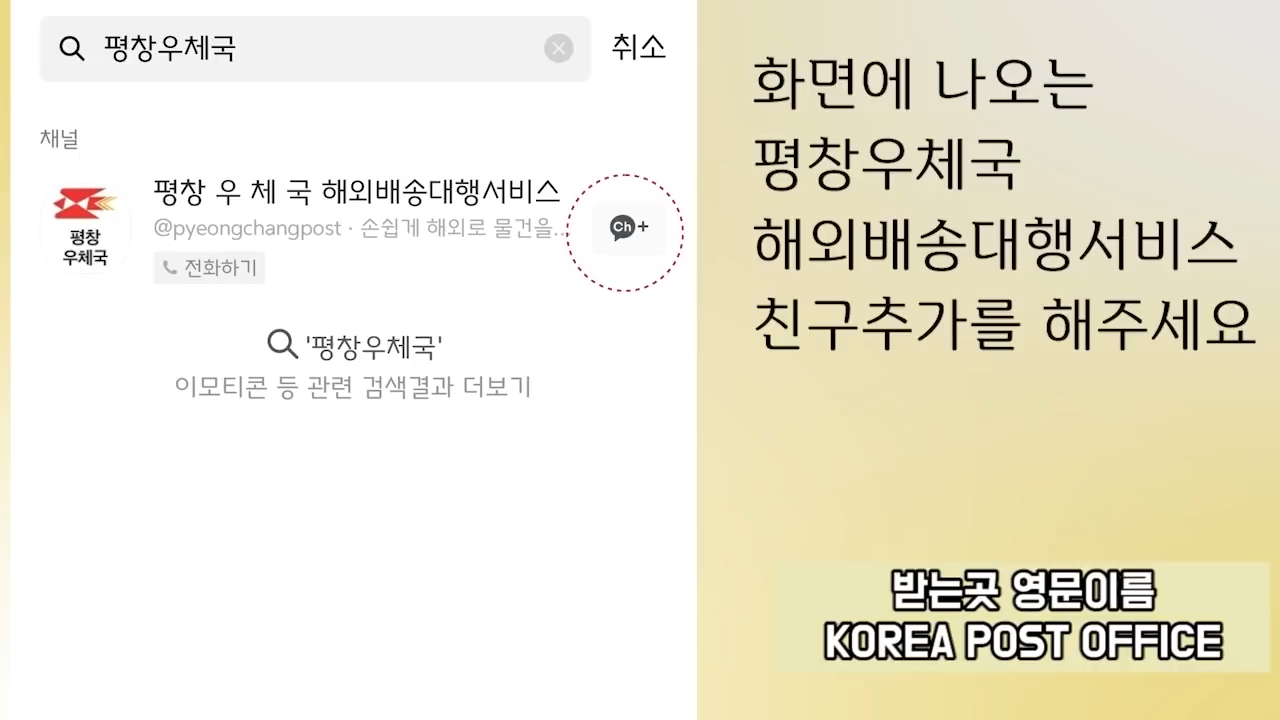 평창우체국
취소
채널
평창 우 체 국 해외배송대행서비스
@pyeongchangpost · 손쉽게 해외로 물건을..
전화하기
평창
우체국
Ch+
'평창우체국'
이모티콘 등 관련 검색결과 더보기
화면에 나오는
평창우체국
해외배송대행서비스
친구추가를 해주세요
받는곳 영문이름
KOREA POST OFFICE